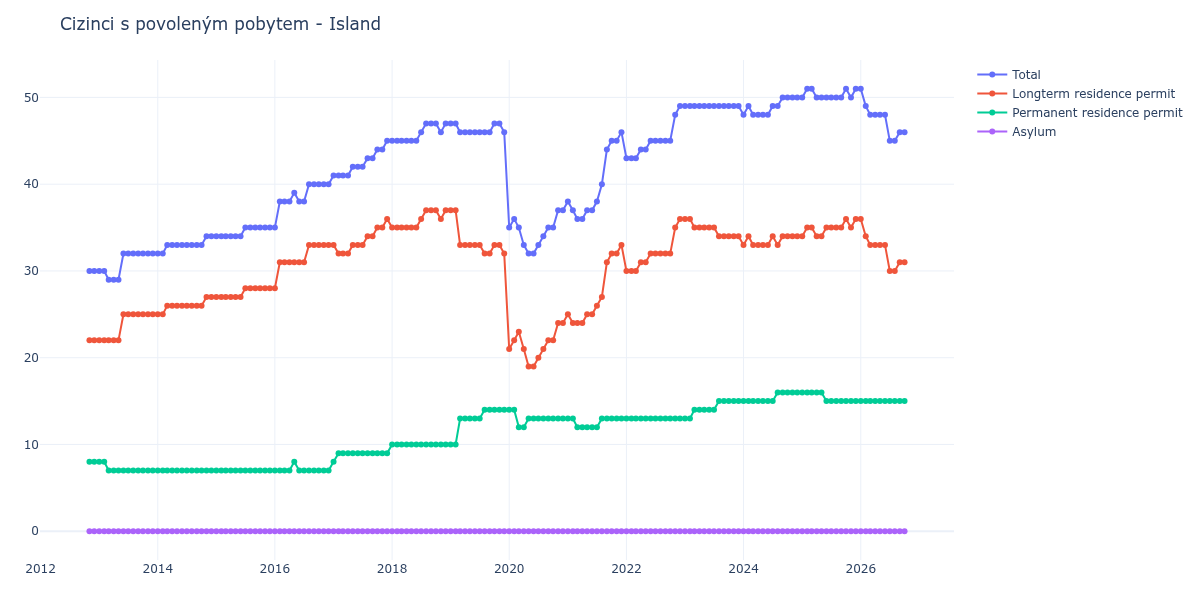 Cizinci s povoleným pobytem - Island
Total
Longterm residence permit
Permanent residence permit
Asylum
50
40
30
20
10
0
2012
2014
2016
2018
2020
2022
2024
2026